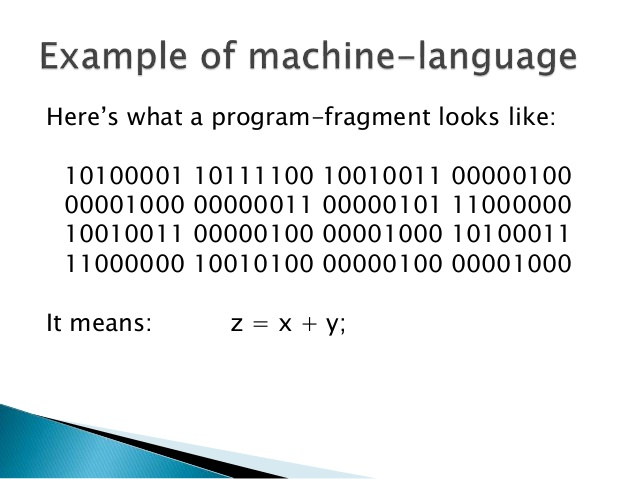 Example of machine-language
Here's what a program-fragment looks like:
10100001 10111100 10010011 00000100
00001000 00000011 00000101 11000000
10010011 00000100 00001000 10100011
11000000 10010100 00000100 00001000
It means: z = x + y;